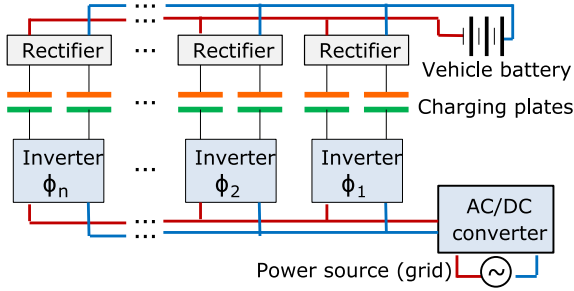 ...
Rectifier ... Rectifier Rectifier
Vehicle battery
... Charging plates
Inverter ... Inverter Inverter
ϕn ϕ2 ϕ1
... AC/DC
converter
Power source (grid) ~